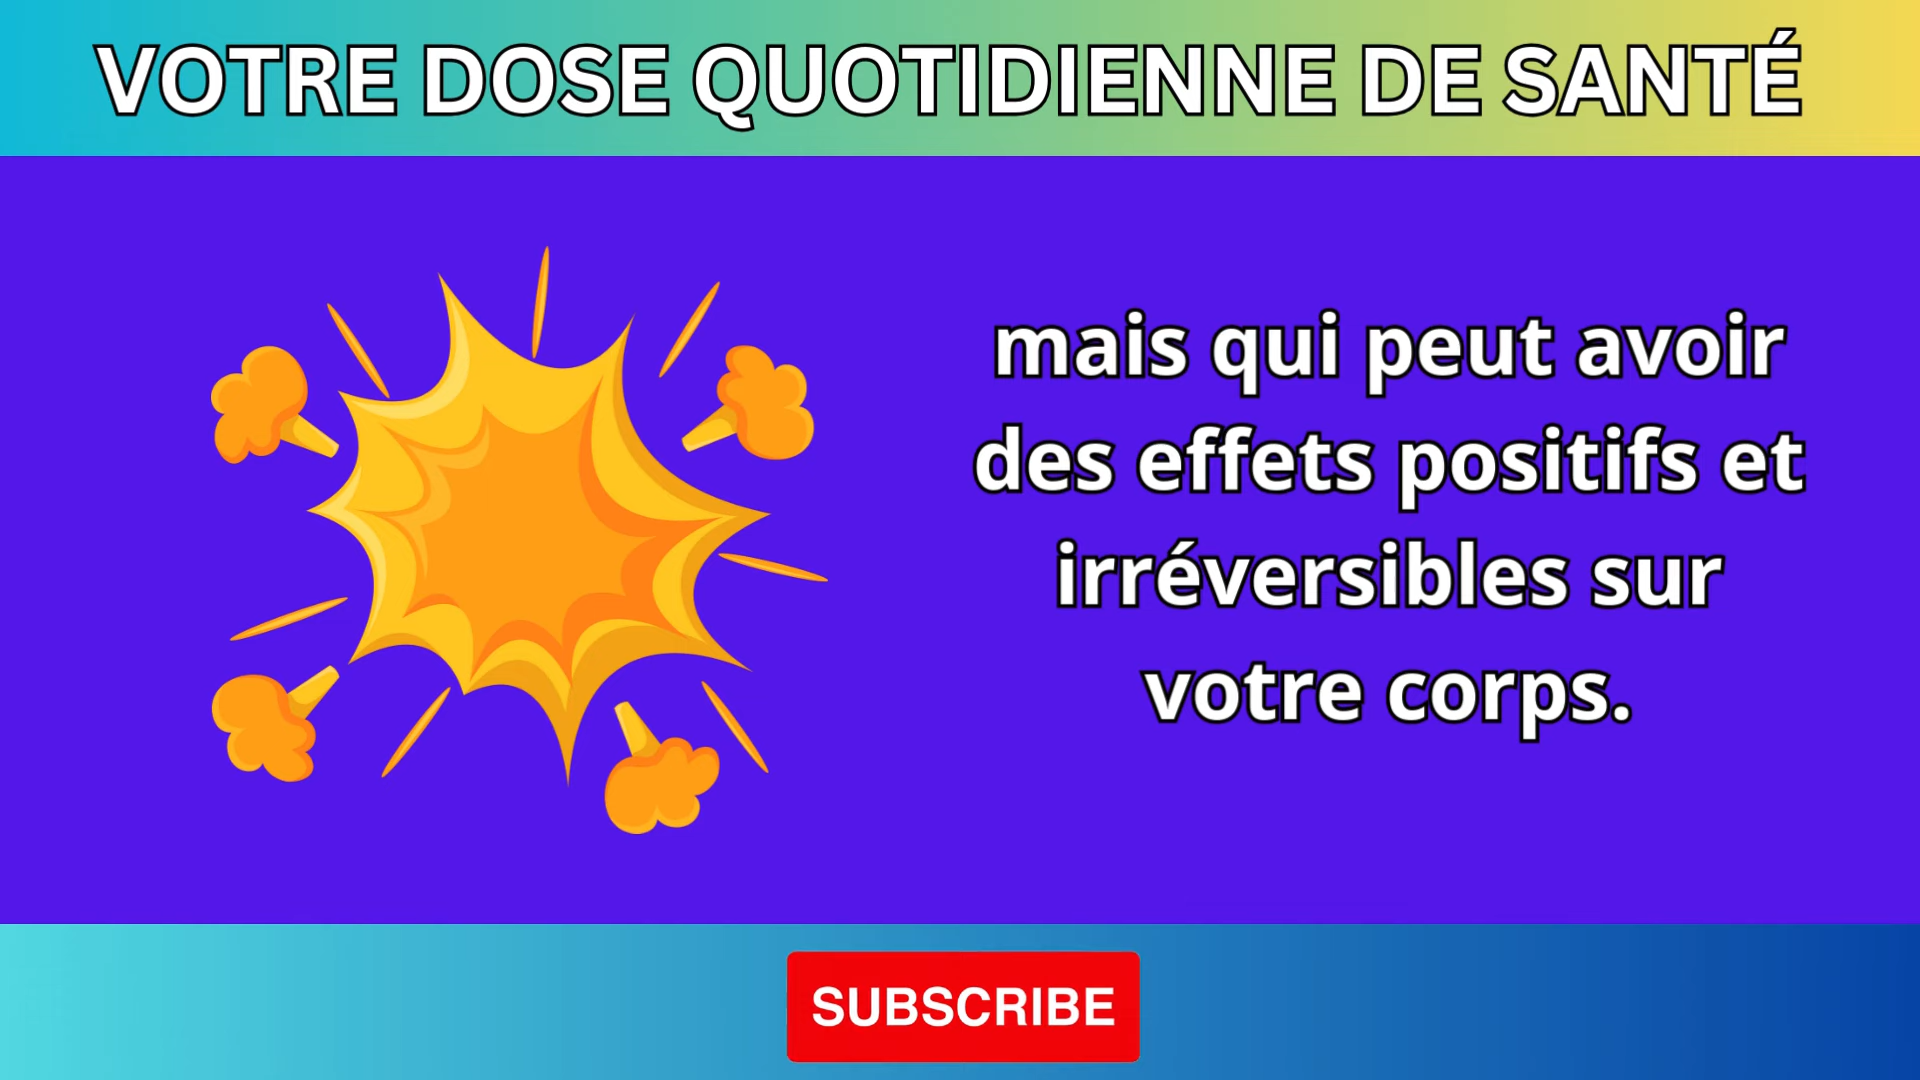 VOTRE DOSE QUOTIDIENNE DE SANTÉ
mais qui peut avoir
des effets positifs et
irréversibles sur
votre corps.
SUBSCRIBE